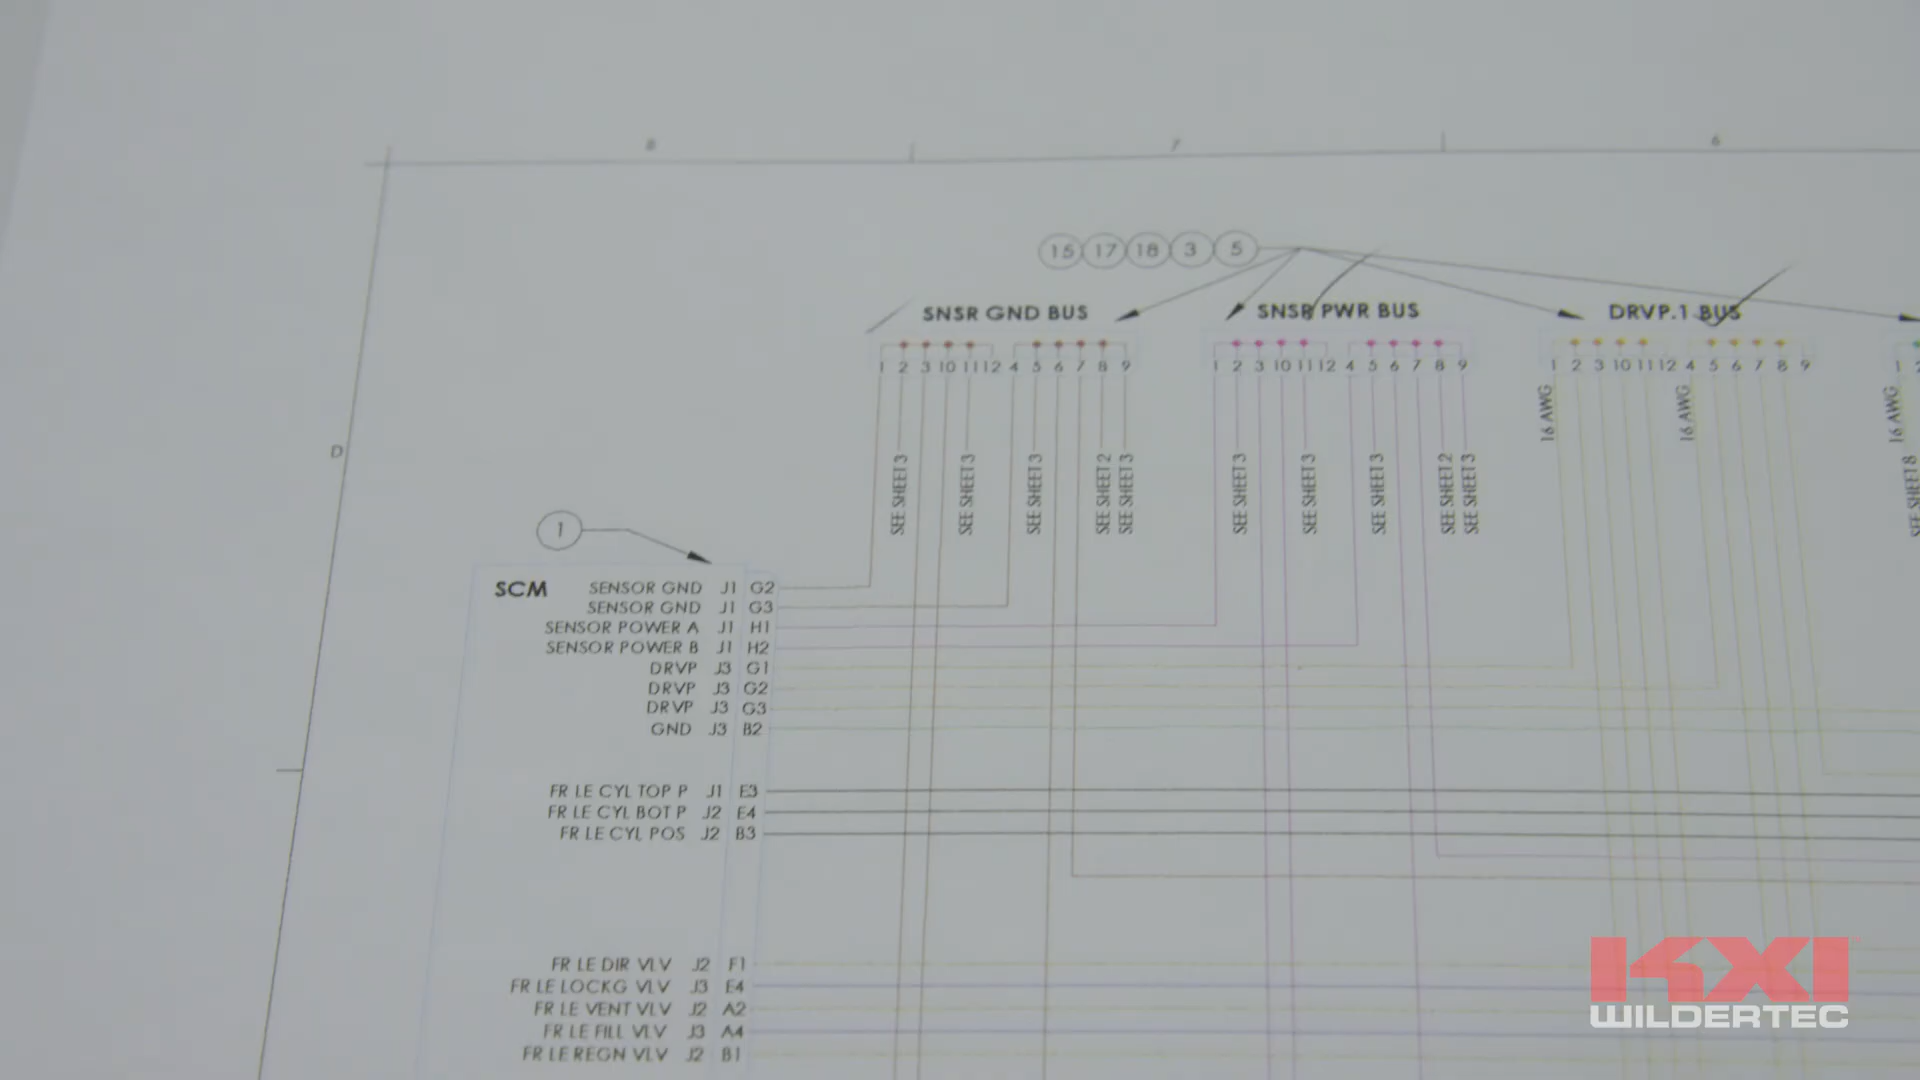 8 7 6
15 17 18 3 5
SNSR GND BUS SNSR PWR BUS DRVP.1 BUS
1 2 3 10 11 12 4 5 6 7 8 9 1 2 3 10 11 12 4 5 6 7 8 9 1 2 3 10 11 12 4 5 6 7 8 9 1 2
16 AWG 16 AWG 16 AWG
D
SEE SHEET 3 SEE SHEET 3 SEE SHEET 3 SEE SHEET 2 SEE SHEET 3 SEE SHEET 3 SEE SHEET 3 SEE SHEET 3 SEE SHEET 2 SEE SHEET 3 SEE SHEET 8
1
SCM SENSOR GND J1 G2
SENSOR GND J1 G3
SENSOR POWER A J1 H1
SENSOR POWER B J1 H2
DRVP J3 G1
DRVP J3 G2
DRVP J3 G3
GND J3 B2
FR LE CYL TOP P J1 E3
FR LE CYL BOT P J2 E4
FR LE CYL POS J2 B3
FR LE DIR VLV J2 F1
FR LE LOCKG VLV J3 E4
FR LE VENT VLV J2 A2
FR LE FILL VLV J3 A4
FR LE REGN VLV J2 B1
KXI
WILDERTEC